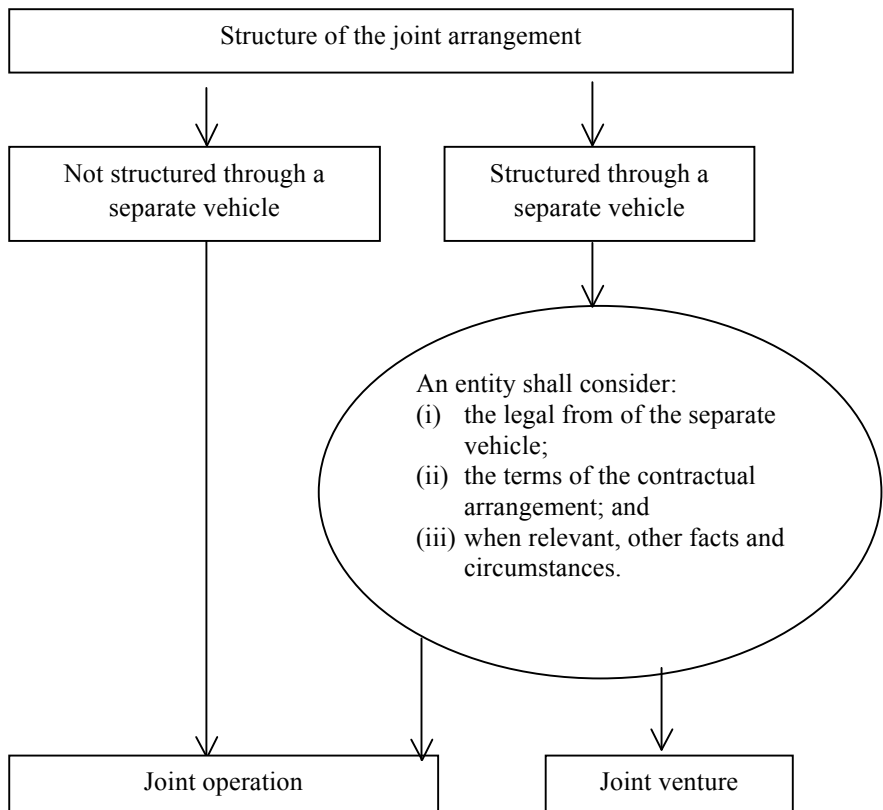 Structure of the joint arrangement
Not structured through a
separate vehicle
Structured through a
separate vehicle
An entity shall consider:
(i) the legal from of the separate
vehicle;
(ii) the terms of the contractual
arrangement; and
(iii) when relevant, other facts and
circumstances.
Joint operation
Joint venture